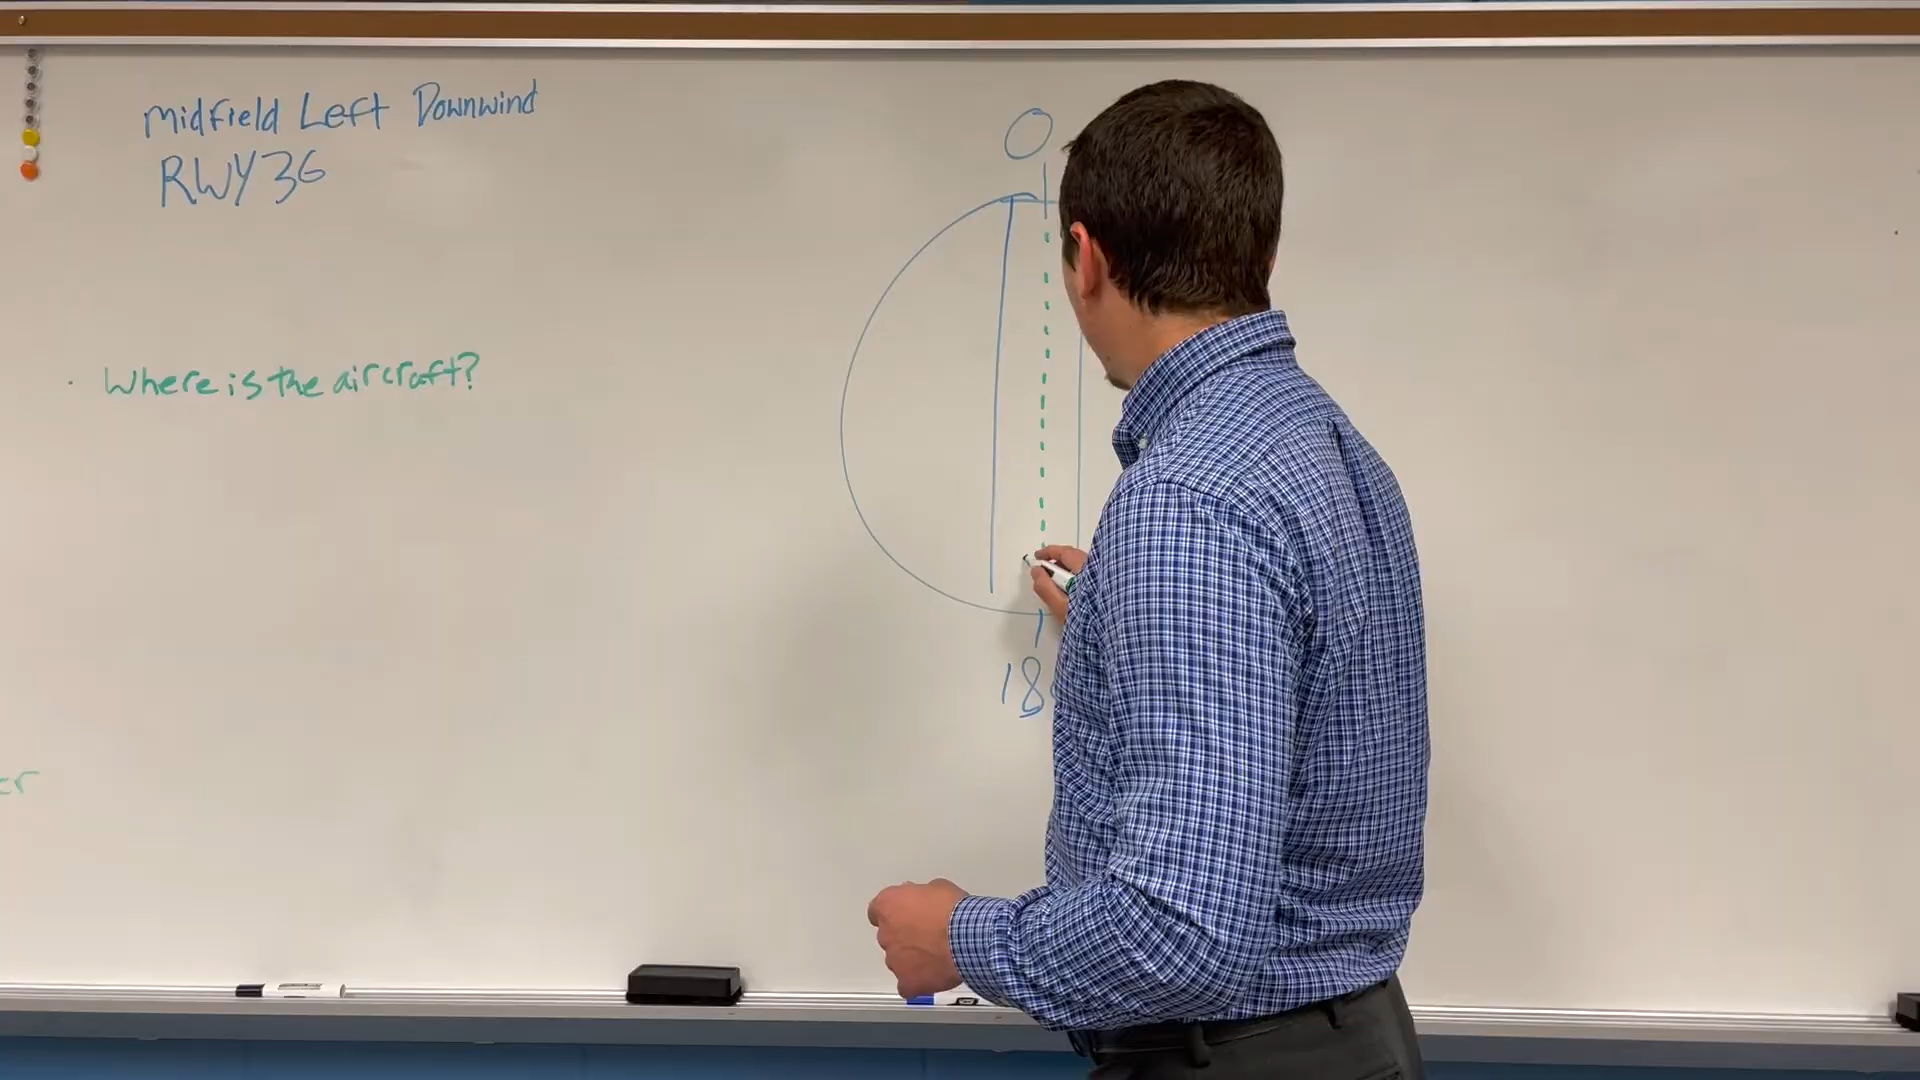 Midfield Left Downwind
RWY 36
Where is the aircraft?
0
18